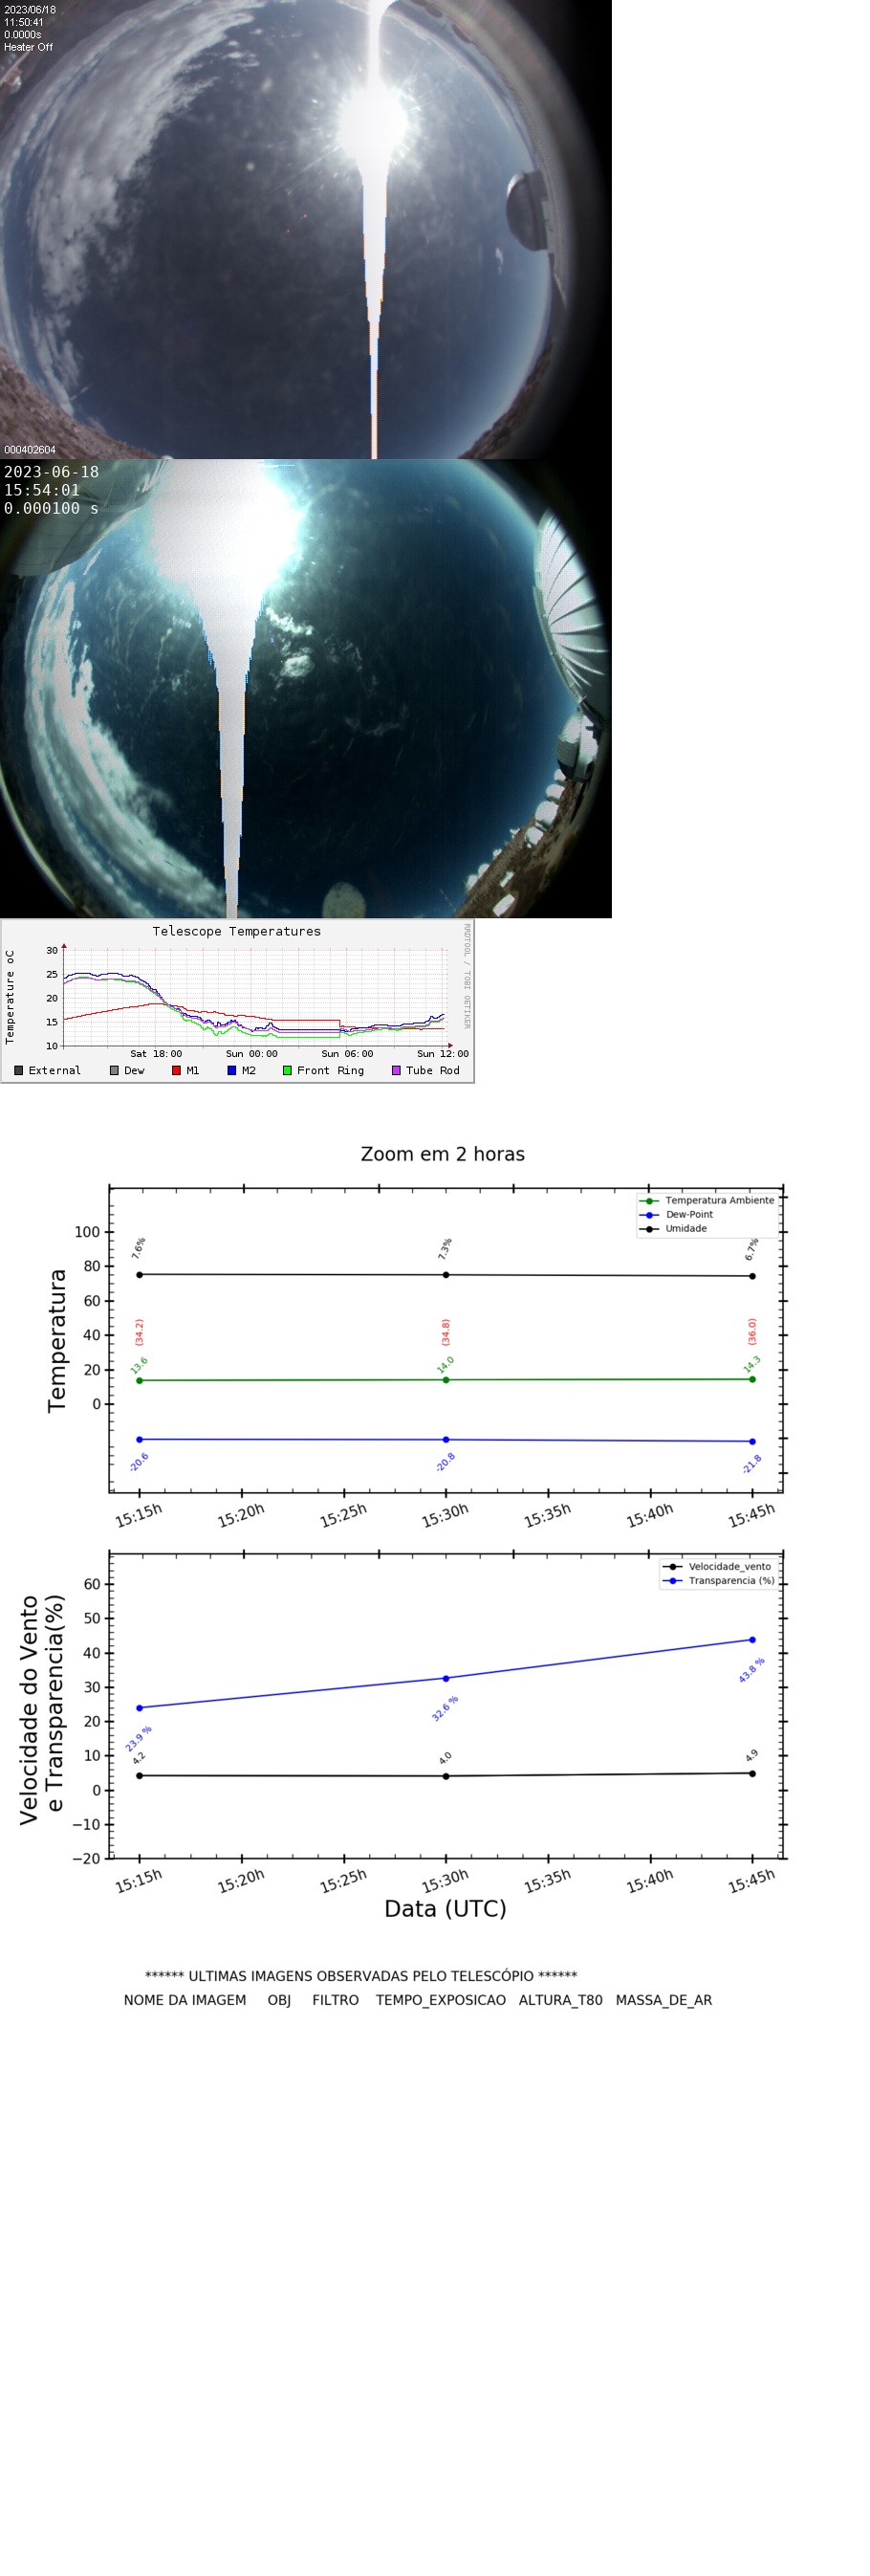 2023/06/18
11:50:41
0.0000s
Heater Off
000402604
2023-06-18
15:54:01
0.000100 s
Telescope Temperatures
RRDTOOL / TOBI OETIKER
Temperature oC
30
25
20
15
10
Sat 18:00 Sun 00:00 Sun 06:00 Sun 12:00
External Dew M1 M2 Front Ring Tube Rod
Zoom em 2 horas
Temperatura
Temperatura Ambiente
Dew-Point
Umidade
100
80
60
40
20
0
7.6% 7.3% 6.7%
(34.2) (34.8) (36.0)
13.6 14.0 14.3
-20.6 -20.8 -21.8
15:15h 15:20h 15:25h 15:30h 15:35h 15:40h 15:45h
Velocidade do Vento
e Transparencia(%)
Velocidade_vento
Transparencia (%)
60
50
40
30
20
10
0
−10
−20
23.9 % 32.6 % 43.8 %
4.2 4.0 4.9
15:15h 15:20h 15:25h 15:30h 15:35h 15:40h 15:45h
Data (UTC)
****** ULTIMAS IMAGENS OBSERVADAS PELO TELESCÓPIO ******
NOME DA IMAGEM OBJ FILTRO TEMPO_EXPOSICAO ALTURA_T80 MASSA_DE_AR